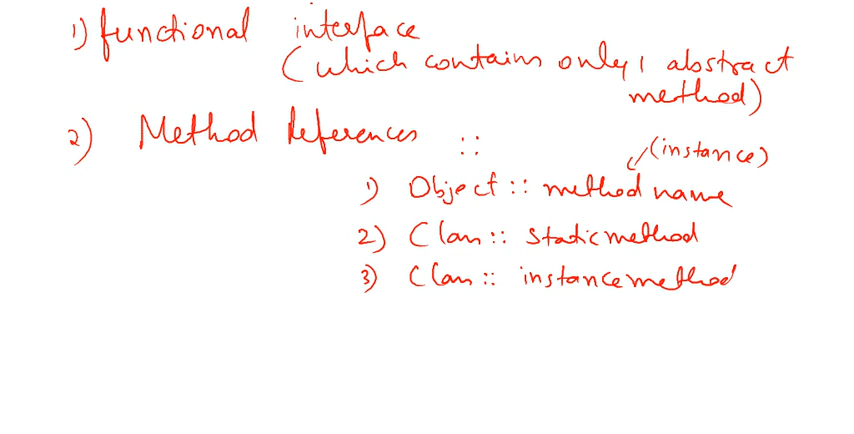 1) functional interface
(which contains only 1 abstract
method)
2) Method References ::
(instance)
1) Object :: method name
2) Class :: static method
3) Class :: instance method